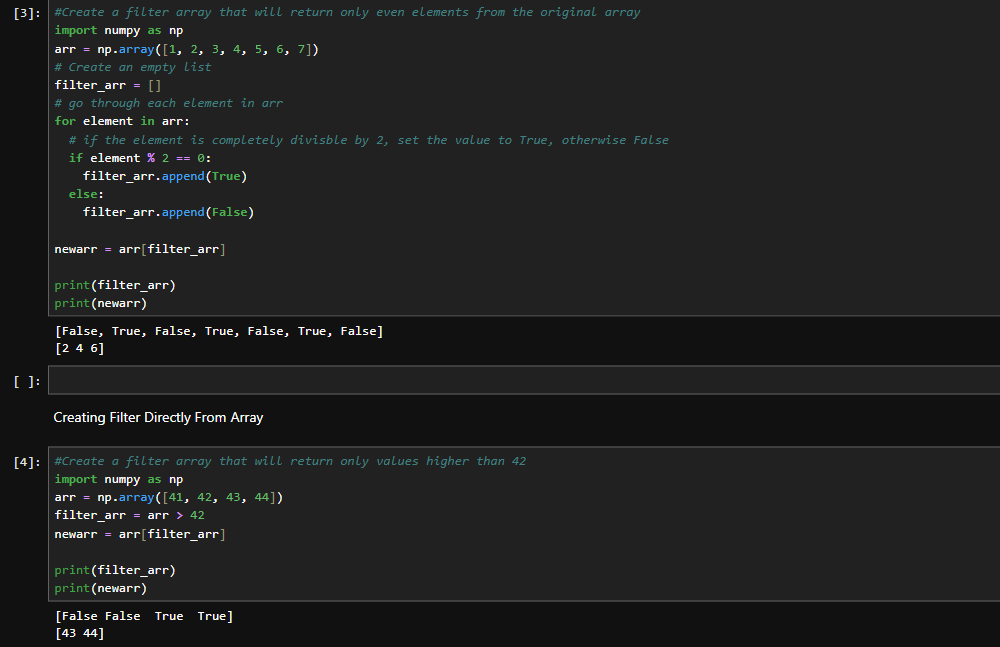 [3]: #Create a filter array that will return only even elements from the original array
import numpy as np
arr = np.array([1, 2, 3, 4, 5, 6, 7])
# Create an empty list
filter_arr = []
# go through each element in arr
for element in arr:
  # if the element is completely divisble by 2, set the value to True, otherwise False
  if element % 2 == 0:
    filter_arr.append(True)
  else:
    filter_arr.append(False)
newarr = arr[filter_arr]
print(filter_arr)
print(newarr)
[False, True, False, True, False, True, False]
[2 4 6]
[ ]:
Creating Filter Directly From Array
[4]: #Create a filter array that will return only values higher than 42
import numpy as np
arr = np.array([41, 42, 43, 44])
filter_arr = arr > 42
newarr = arr[filter_arr]
print(filter_arr)
print(newarr)
[False False  True  True]
[43 44]